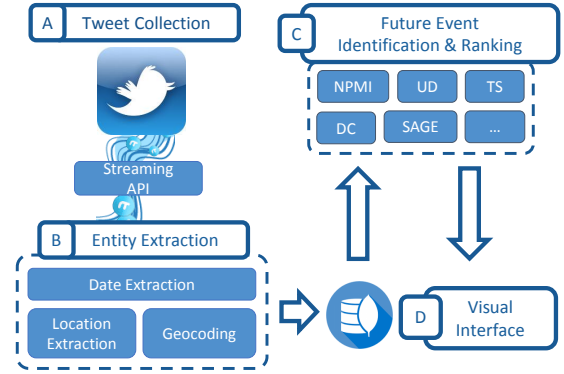 A Tweet Collection
Streaming
API
B Entity Extraction
Date Extraction
Location
Extraction
Geocoding
C Future Event
Identification & Ranking
NPMI UD TS
DC SAGE ...
D Visual
Interface